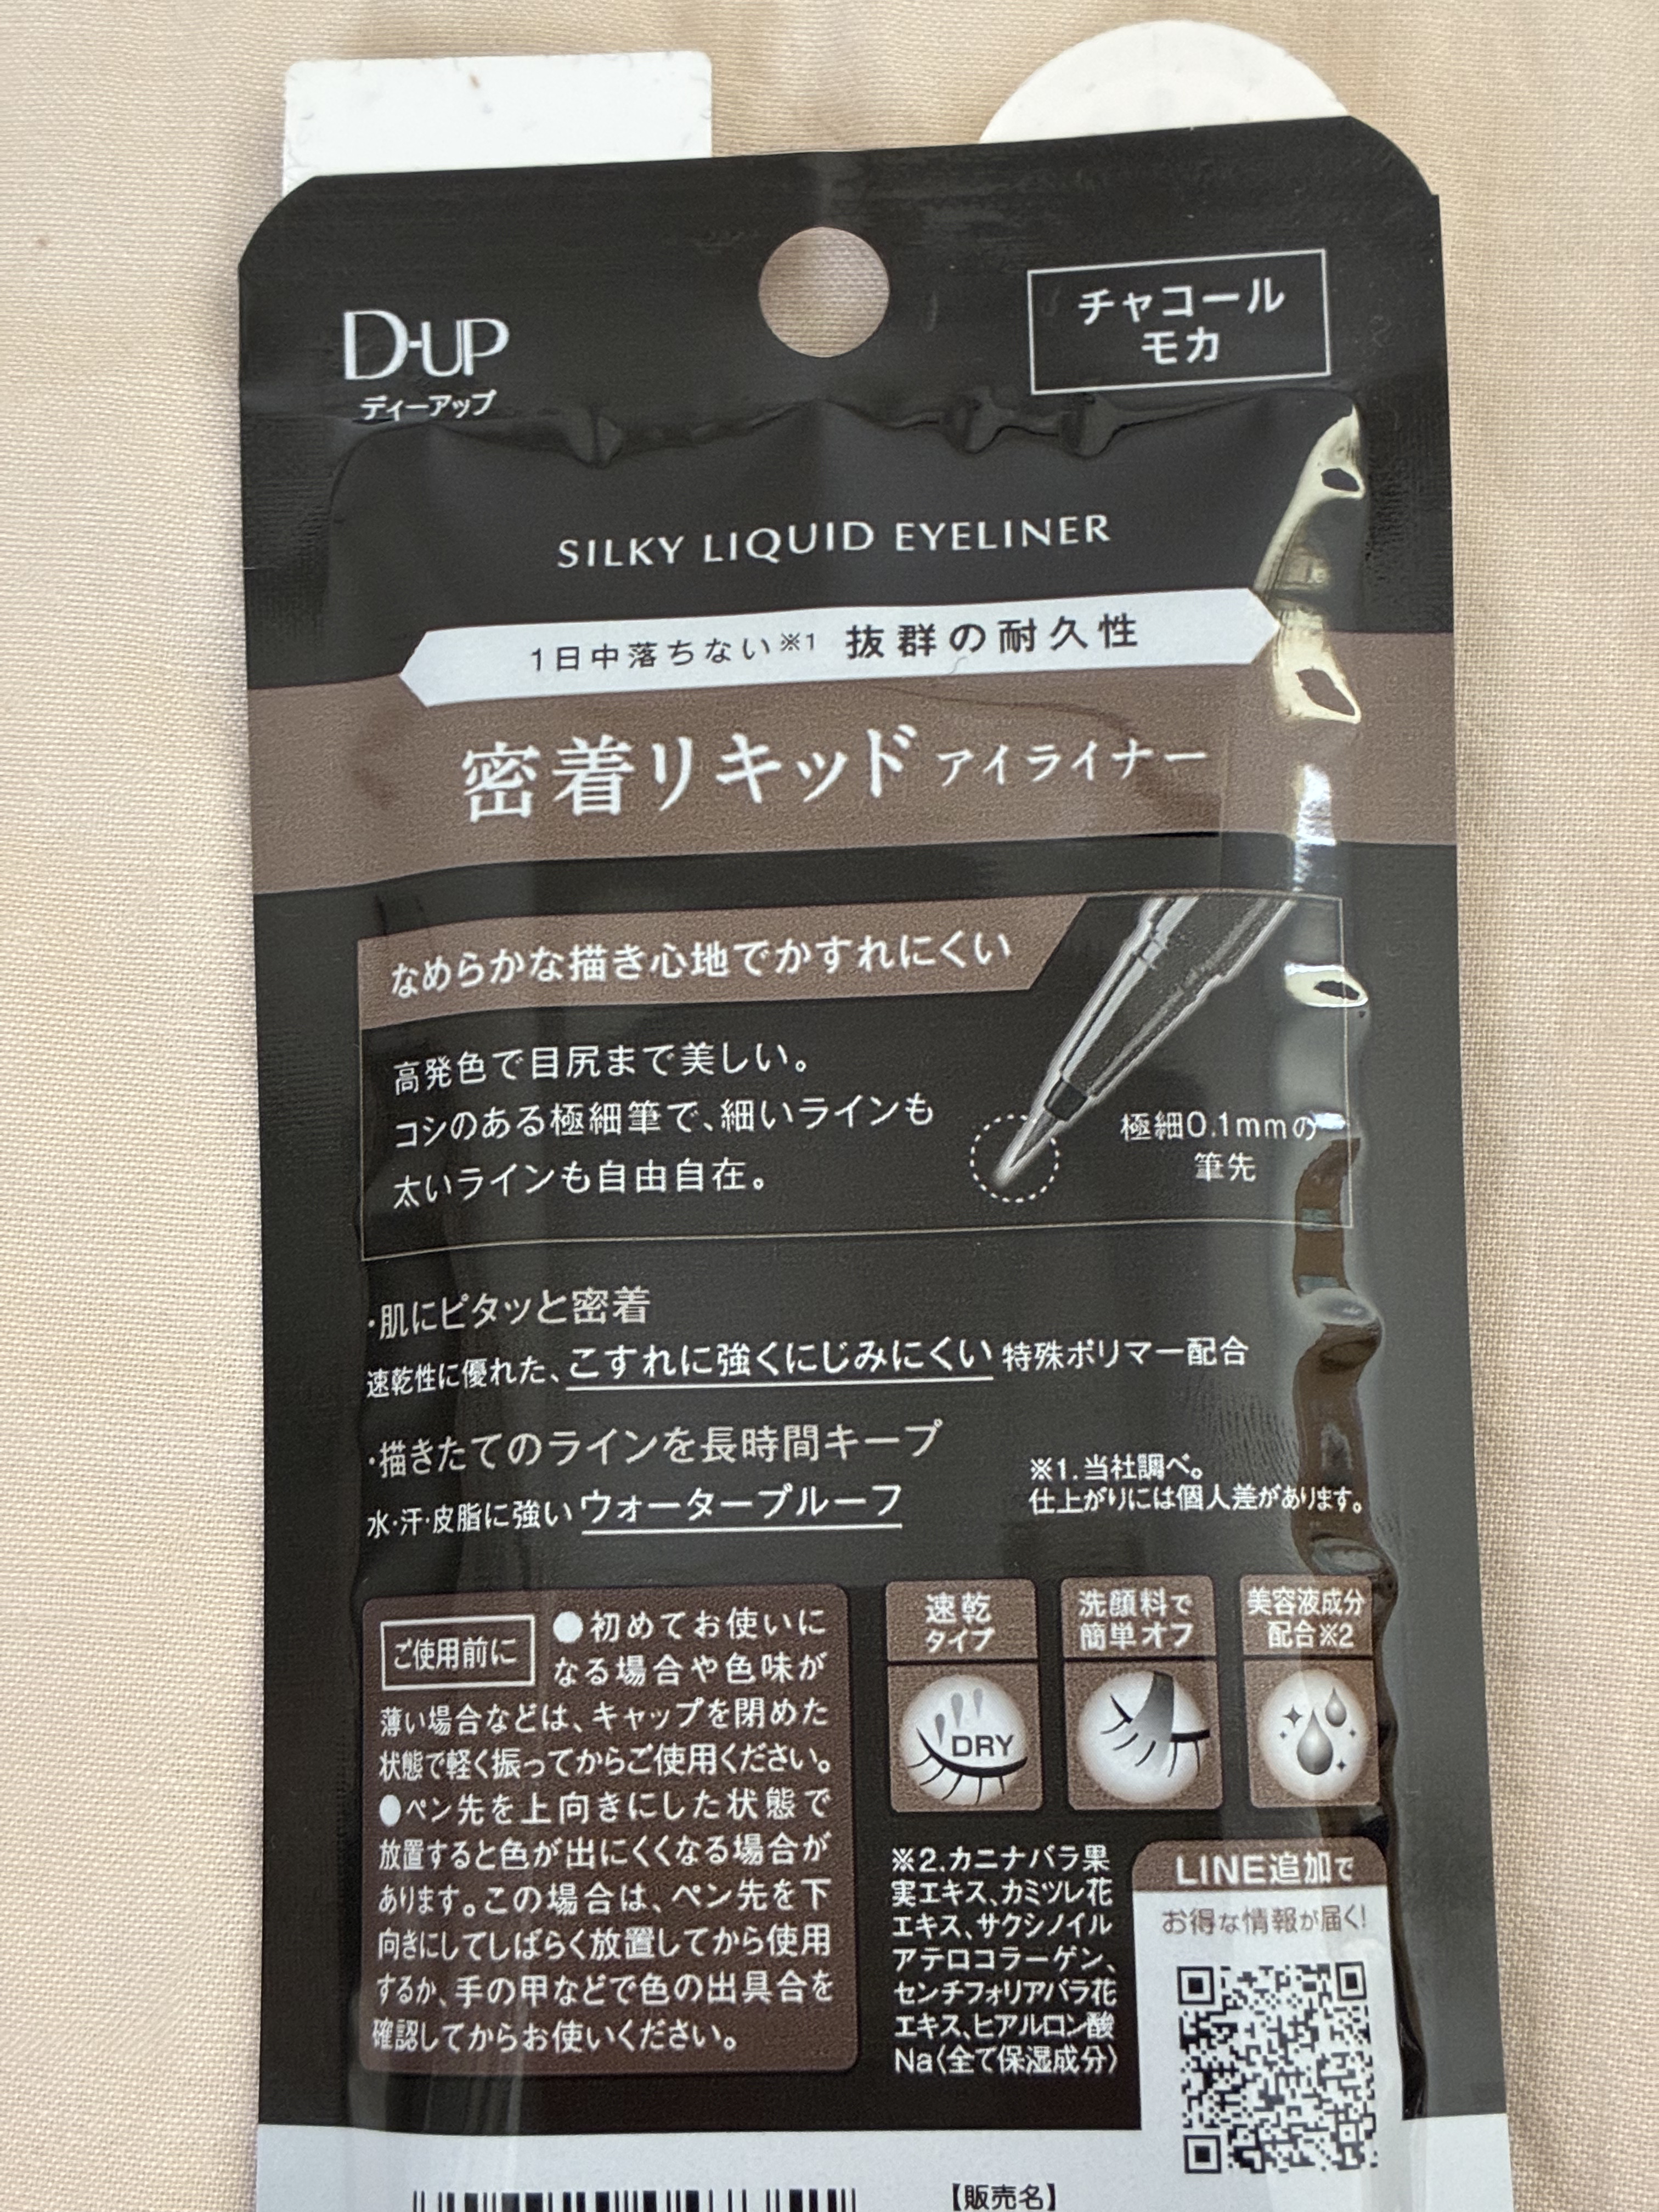 D-UP
ディーアップ
チャコール
モカ
SILKY LIQUID EYELINER
1日中落ちない※1 抜群の耐久性
密着リキッド アイライナー
なめらかな描き心地でかすれにくい
高発色で目尻まで美しい。
コシのある極細筆で、細いラインも
太いラインも自由自在。
極細0.1mmの
筆先
・肌にピタッと密着
速乾性に優れた、こすれに強くにじみにくい 特殊ポリマー配合
・描きたてのラインを長時間キープ
水・汗・皮脂に強い ウォータープルーフ
※1.当社調べ。
仕上がりには個人差があります。
ご使用前に
●初めてお使いに
なる場合や色味が
薄い場合などは、キャップを閉めた
状態で軽く振ってからご使用ください。
●ペン先を上向きにした状態で
放置すると色が出にくくなる場合が
あります。この場合は、ペン先を下
向きにしてしばらく放置してから使用
するか、手の甲などで色の出具合を
確認してからお使いください。
速乾
タイプ
DRY
洗顔料で
簡単オフ
美容液成分
配合※2
※2.カニナバラ果
実エキス、カミツレ花
エキス、サクシノイル
アテロコラーゲン、
センチフォリアバラ花
エキス、ヒアルロン酸
Na〈全て保湿成分〉
LINE追加で
お得な情報が届く!
【販売名】